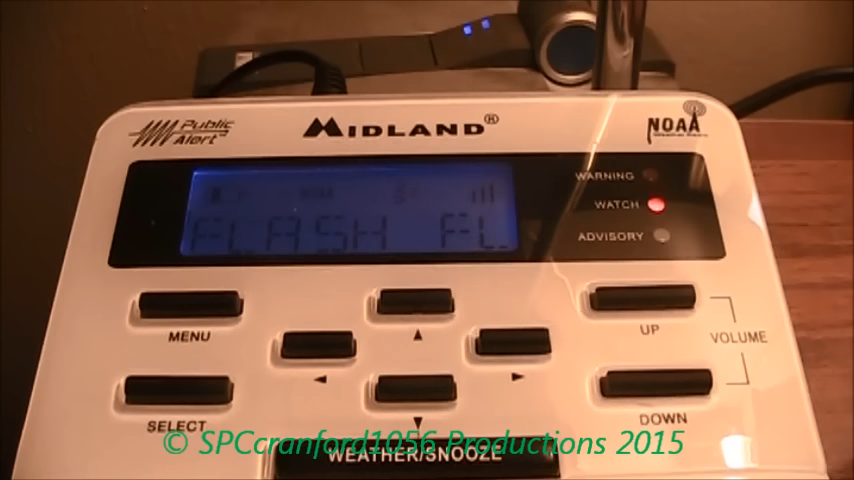 Public
Alert
MIDLAND®
NOAA
WARNING
WATCH
ADVISORY
FLASH FL
MENU
UP
VOLUME
SELECT
DOWN
WEATHER/SNOOZE
© SPCcranford1056 Productions 2015